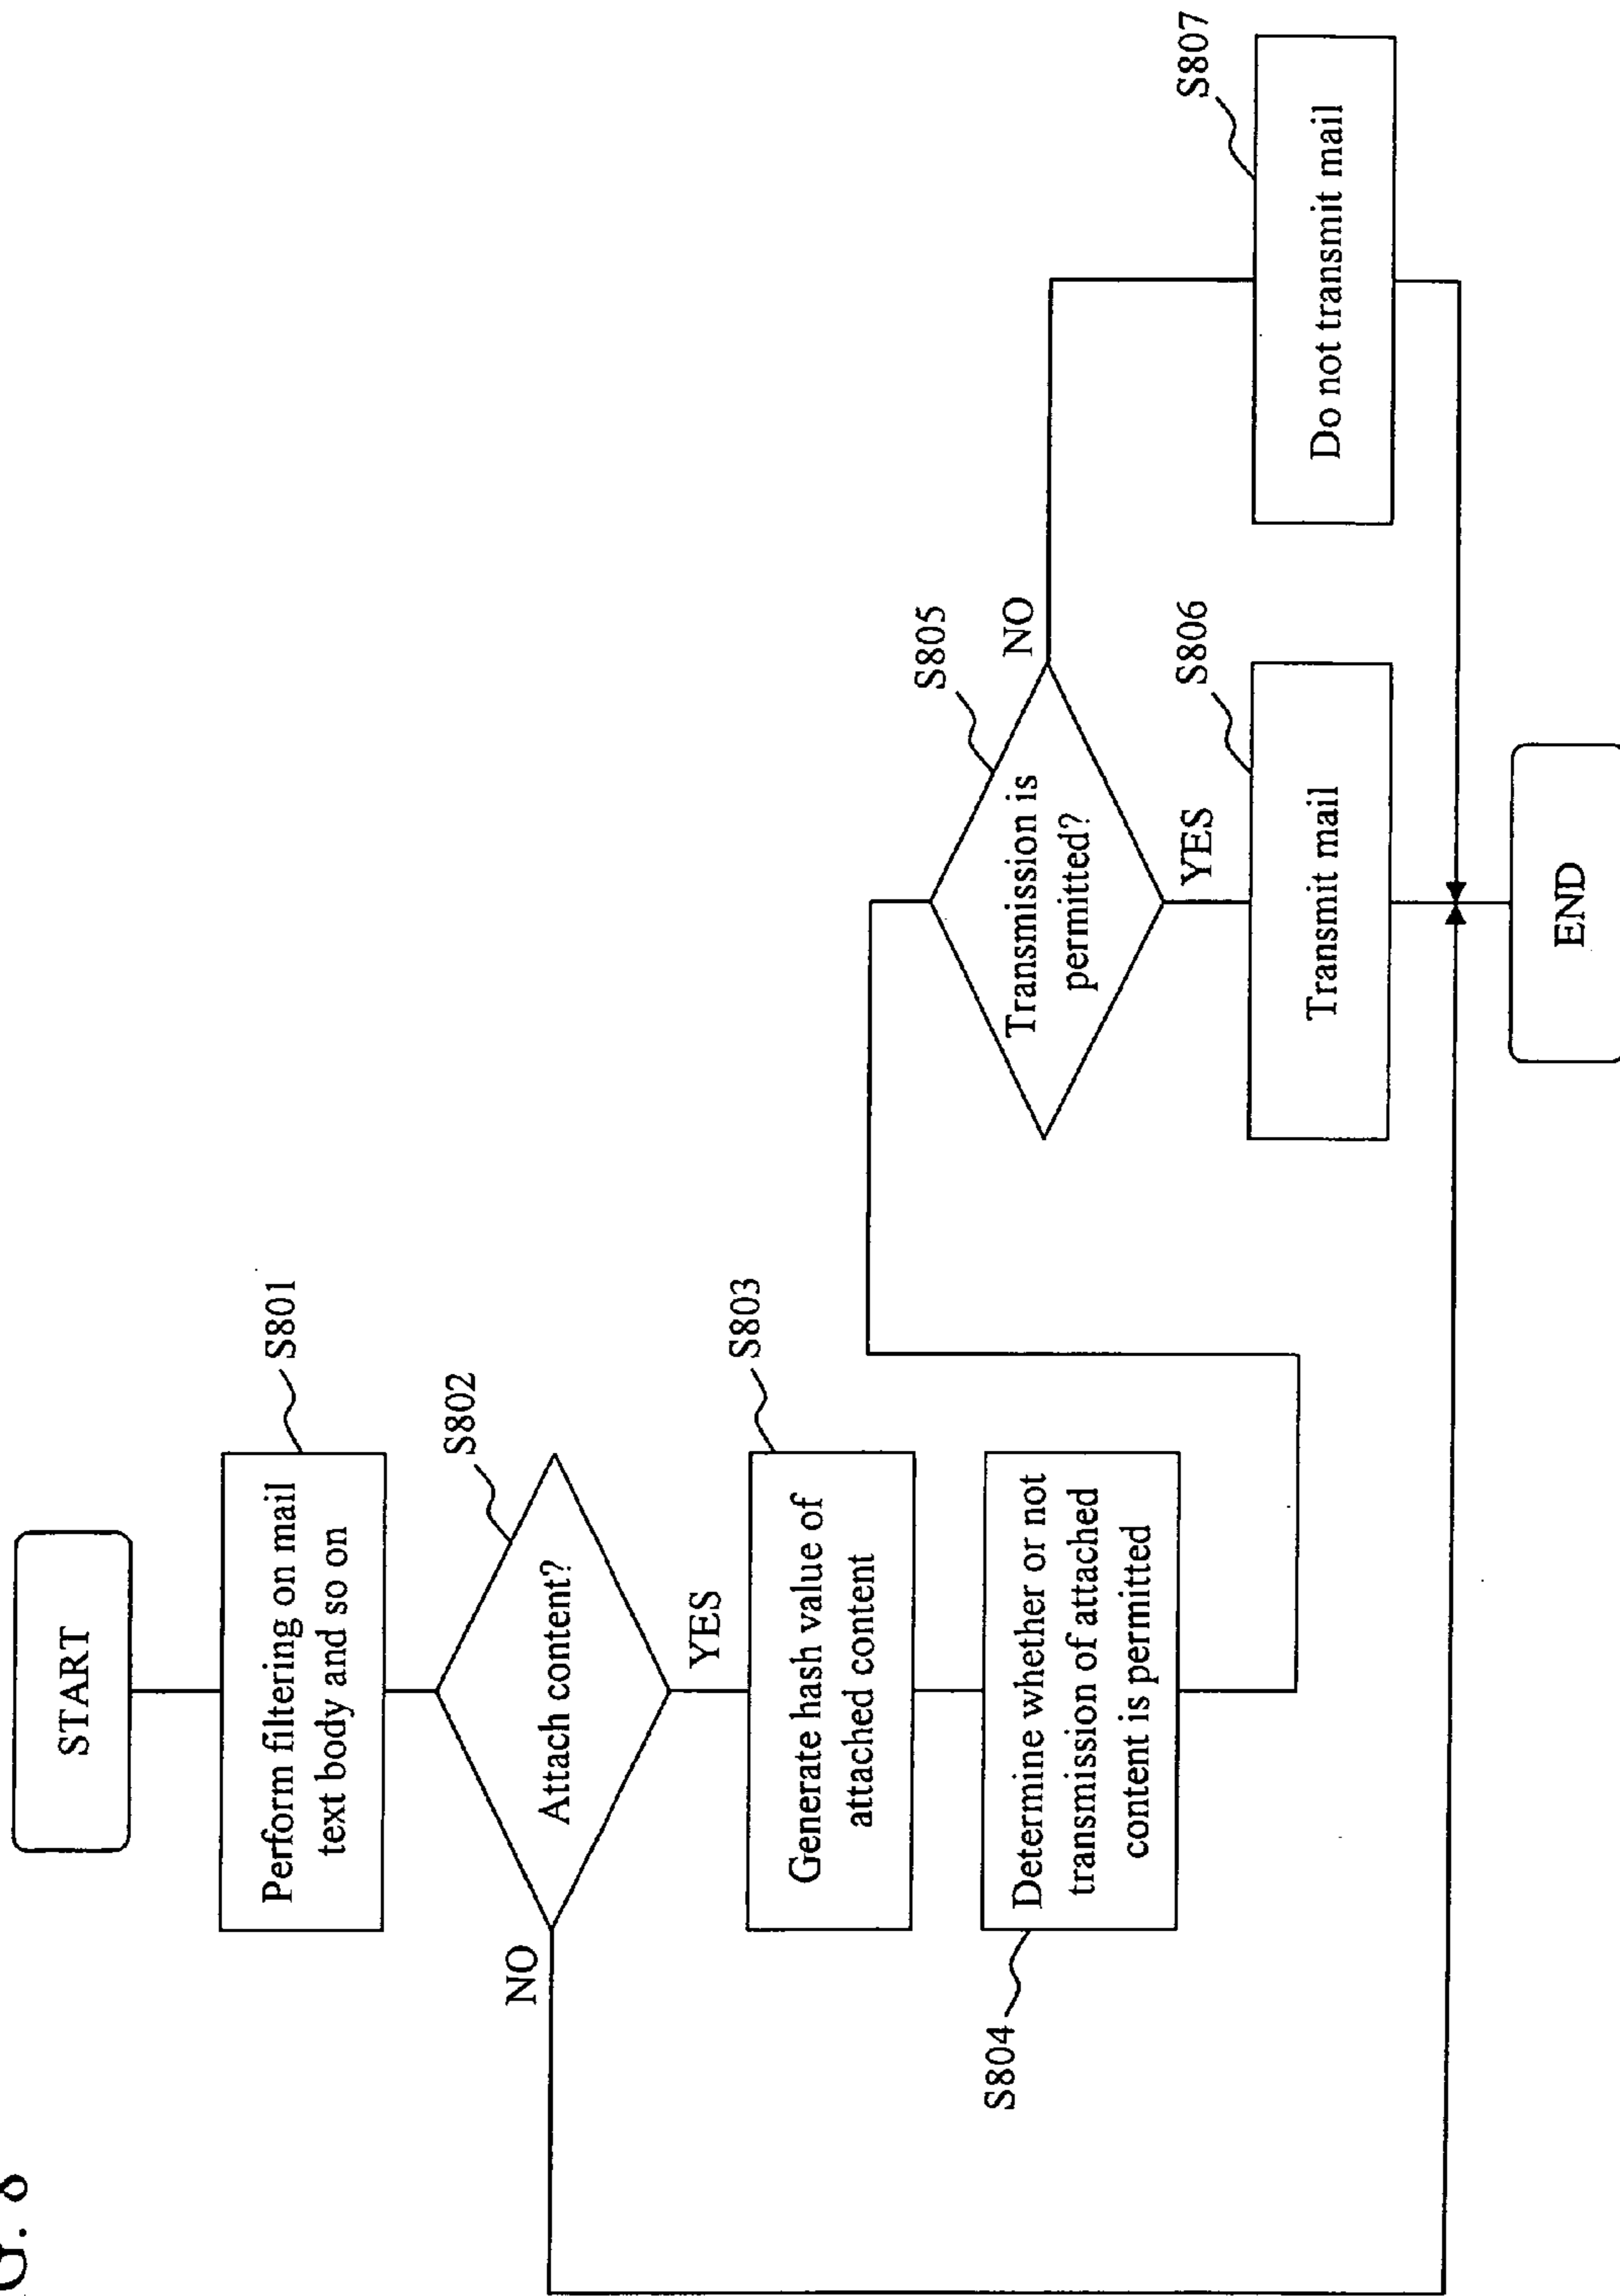 G. 8
START
Perform filtering on mail
text body and so on
S801
Attach content?
S802
NO
YES
Generate hash value of
attached content
S803
Determine whether or not
transmission of attached
content is permitted
S804
Transmission is
permitted?
S805
NO
YES
Transmit mail
S806
Do not transmit mail
S807
END